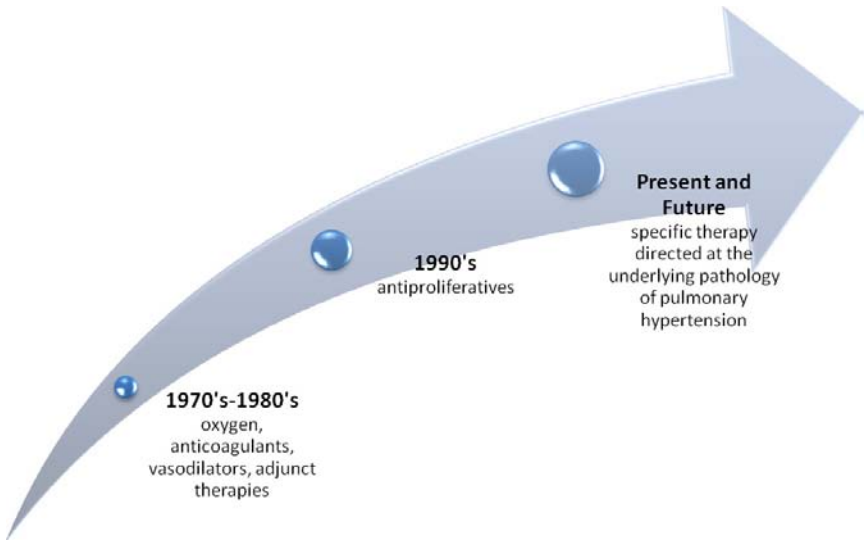 1970's-1980's
oxygen,
anticoagulants,
vasodilators, adjunct
therapies
1990's
antiproliferatives
Present and
Future
specific therapy
directed at the
underlying pathology
of pulmonary
hypertension